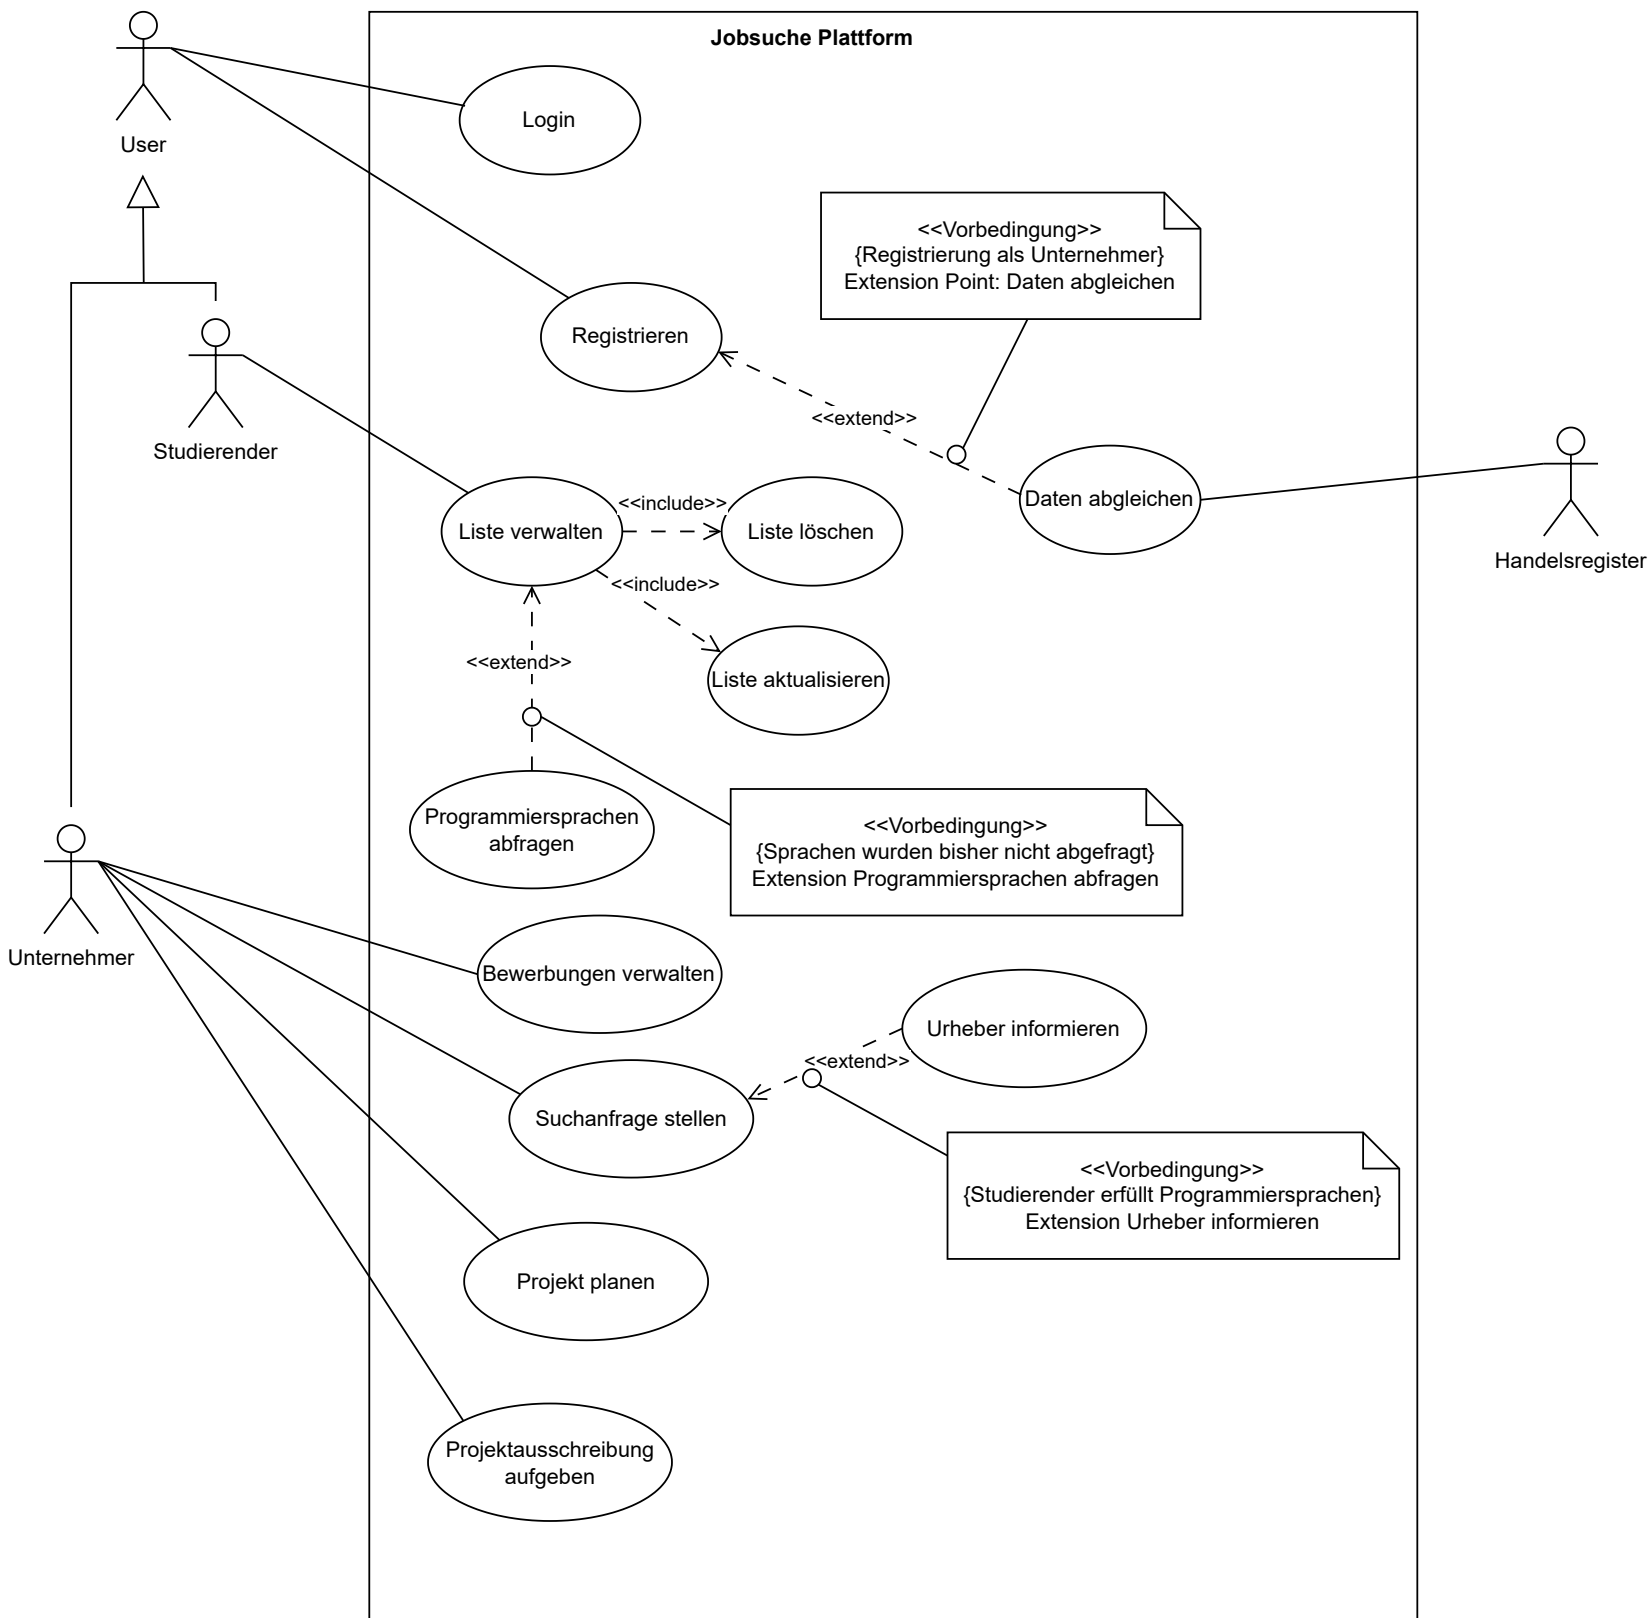 Jobsuche Plattform
Login
User
<<Vorbedingung>>
{Registrierung als Unternehmer}
Extension Point: Daten abgleichen
Registrieren
<<extend>>
Studierender
Daten abgleichen
Handelsregister
Liste verwalten
<<include>>
Liste löschen
<<include>>
<<extend>>
Liste aktualisieren
Programmiersprachen
abfragen
<<Vorbedingung>>
{Sprachen wurden bisher nicht abgefragt}
Extension Programmiersprachen abfragen
Unternehmer
Bewerbungen verwalten
Urheber informieren
<<extend>>
Suchanfrage stellen
<<Vorbedingung>>
{Studierender erfüllt Programmiersprachen}
Extension Urheber informieren
Projekt planen
Projektausschreibung
aufgeben